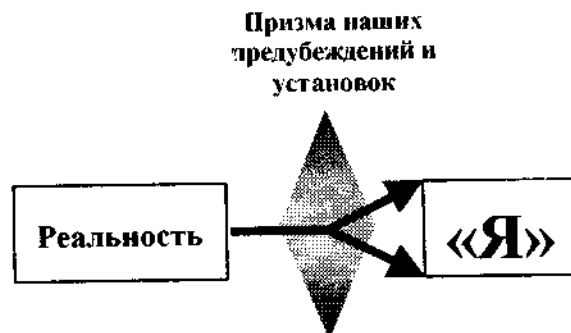 Призма наших
предубеждений и
установок
Реальность
«Я»